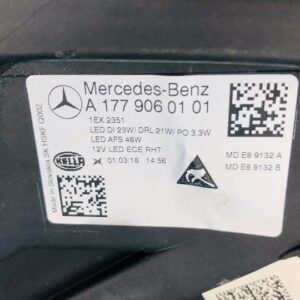 Mercedes-Benz
A 177 906 01 01
1EX.2351
LED DI 23W/ DRL 21W/ PO 3,3W
LED AFS 48W
12V LED ECE RHT
HELLA
01.03.18 14:56
MD E8 9132 A
MD E8 9132 B
Made in Slovakia SK HSKF Q002